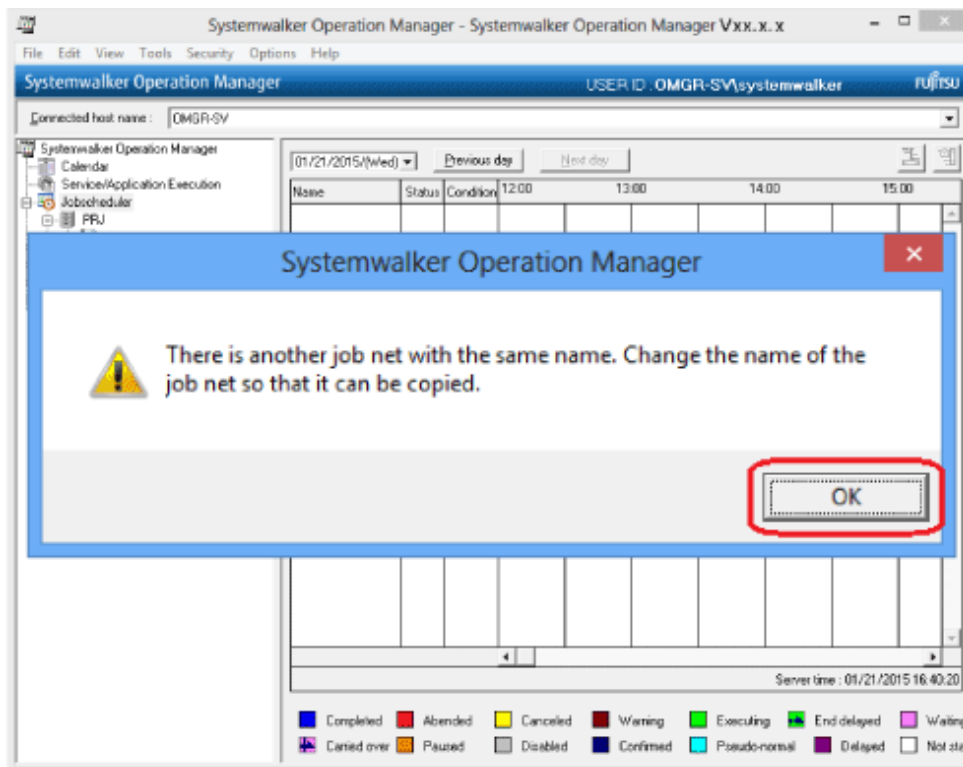 Systemwalker Operation Manager - Systemwalker Operation Manager Vxx.x.x
File Edit View Tools Security Options Help
Systemwalker Operation Manager
USER ID : OMGR-SV\systemwalker
FUJITSU
Connected host name : OMGR-SV
Systemwalker Operation Manager
Calendar
Service/Application Execution
Jobscheduler
PRJ
01/21/2015/(Wed) Previous day Next day
Name Status Condition 12:00 13:00 14:00 15:00
Systemwalker Operation Manager
There is another job net with the same name. Change the name of the
job net so that it can be copied.
OK
Server time : 01/21/2015 16:40:20
Completed Abended Canceled Warning Executing End delayed Waiting
Carried over Paused Disabled Confirmed Pseudo-normal Delayed Not sta